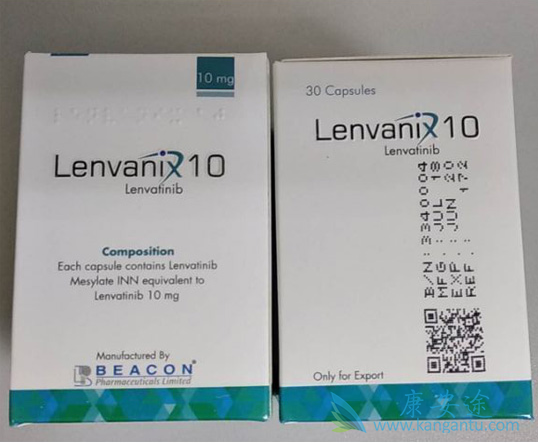 10 mg
LenvaniX 10
Lenvatinib
Composition
Each capsule contains Lenvatinib
Mesylate INN equivalent to
Lenvatinib 10 mg
Manufactured By
BEACON
Pharmaceuticals Limited
30 Capsules
LenvaniX 10
Lenvatinib
Only for Export
康安途
www.kangantu.com